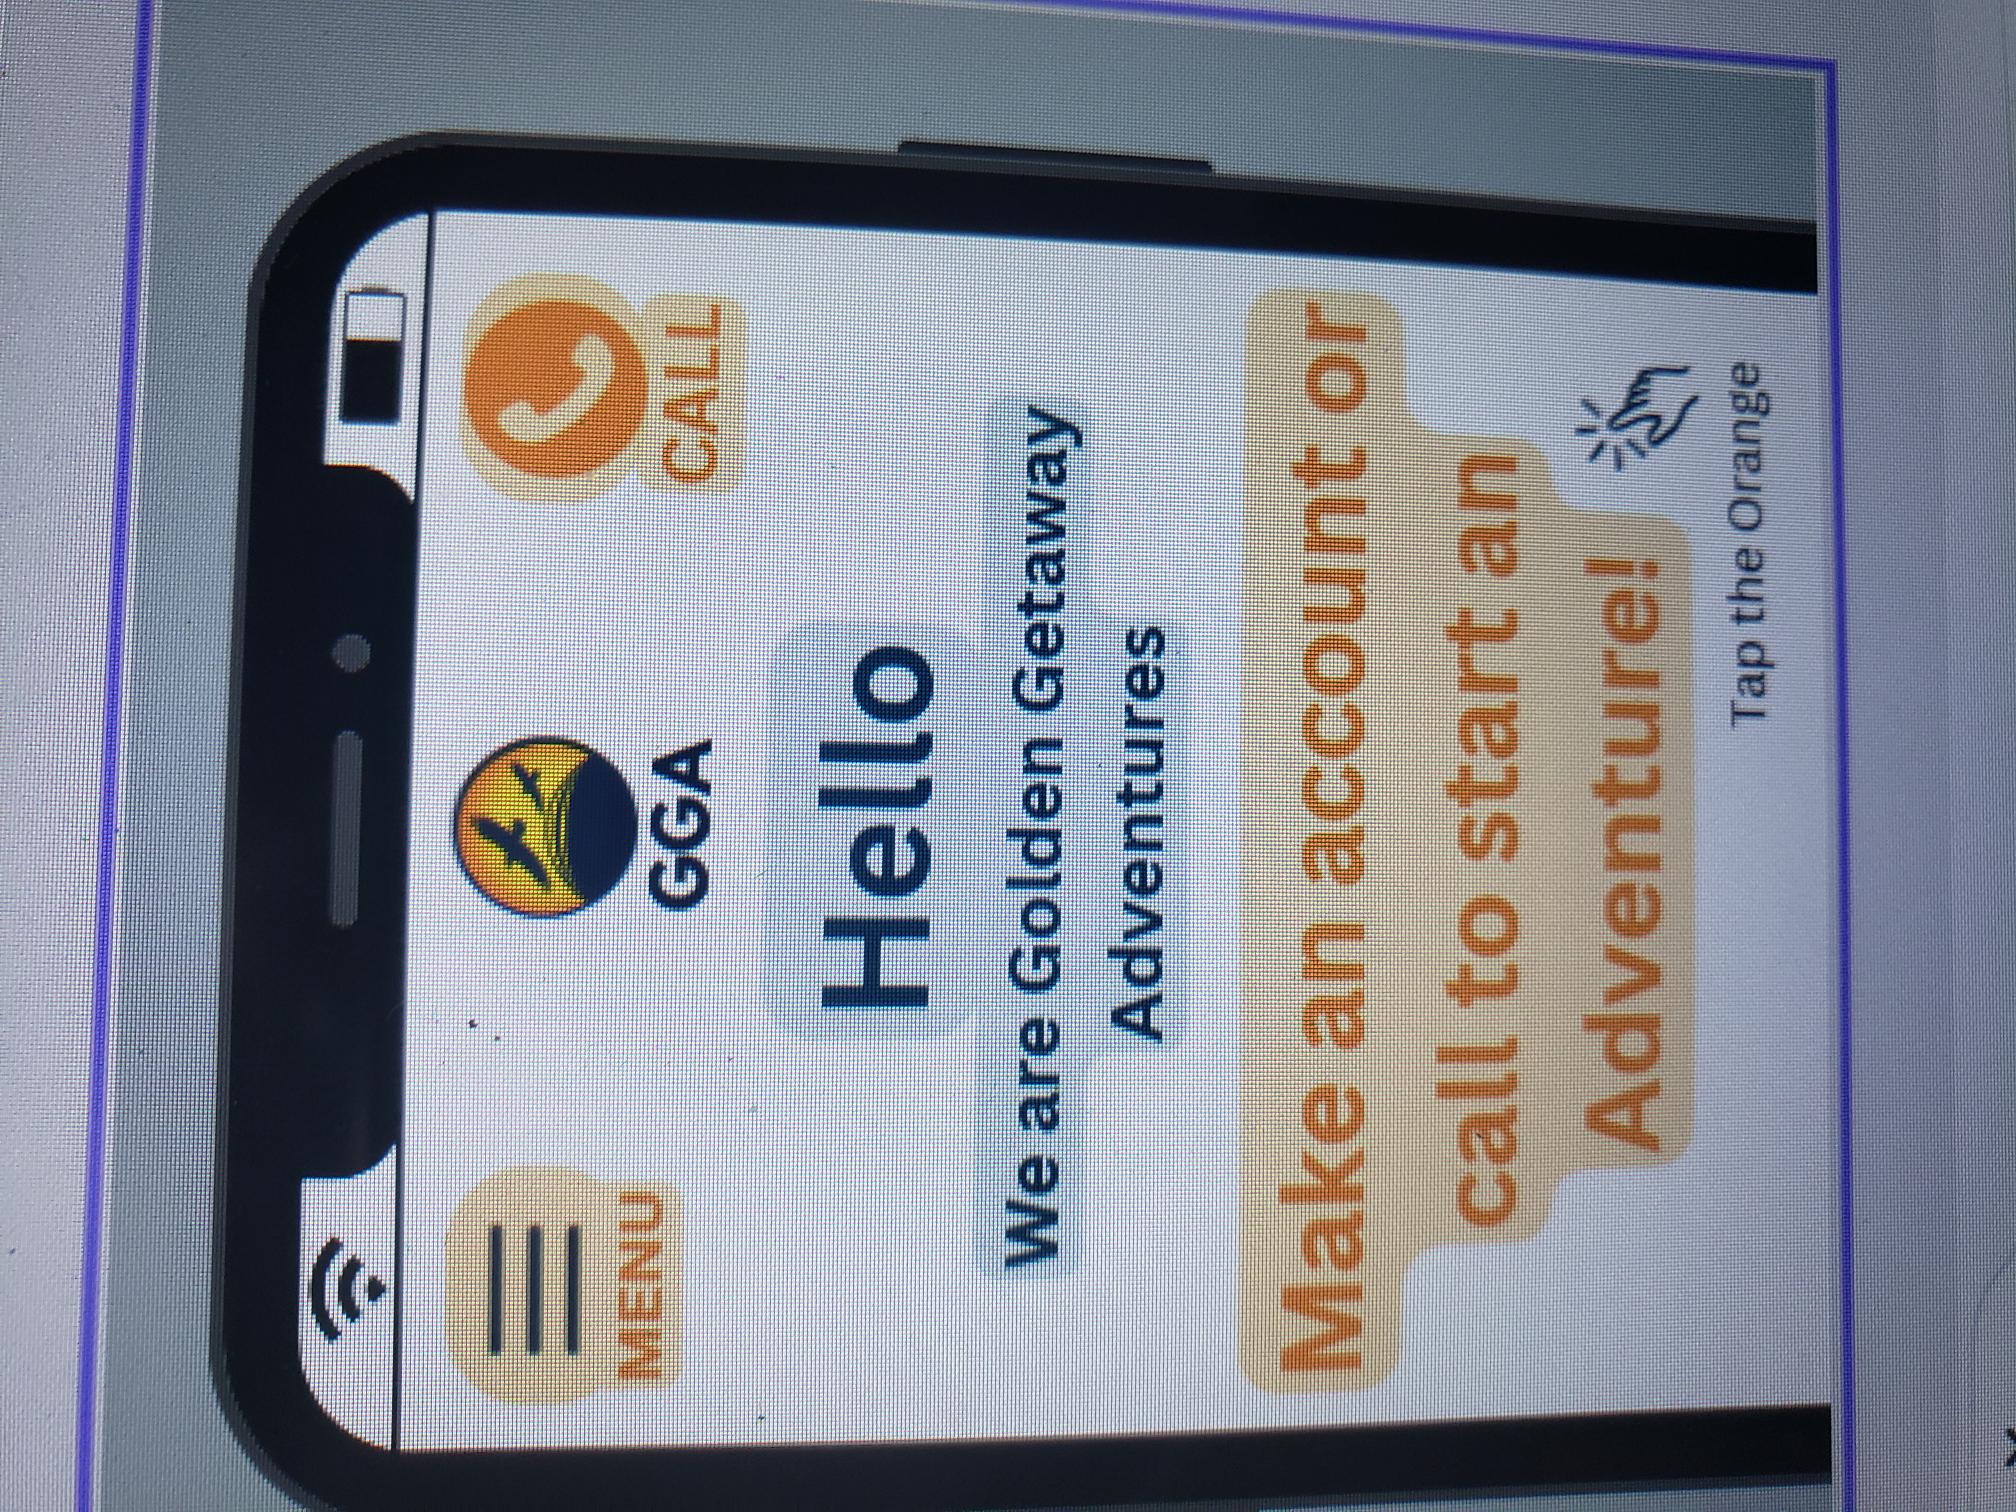 MENU
GGA
CALL
Hello
We are Golden Getaway
Adventures
Make an account or
call to start an
Adventure!
Tap the Orange